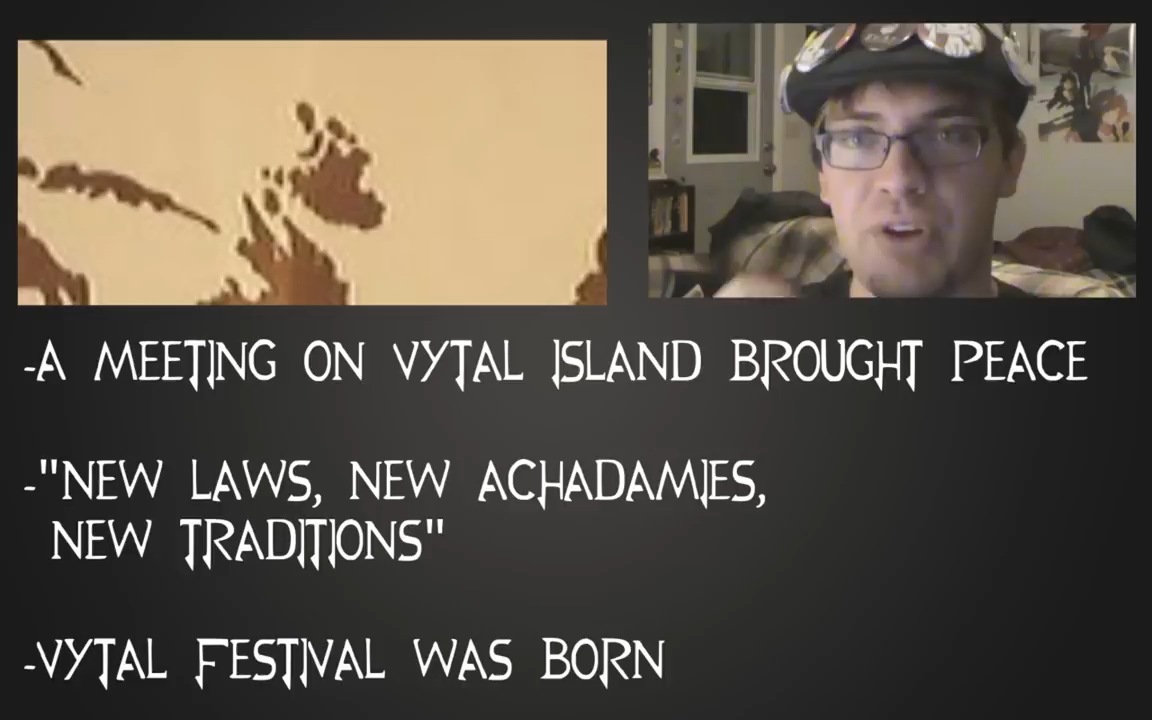 -A MEETING ON VYTAL ISLAND BROUGHT PEACE
-"NEW LAWS, NEW ACHADAMIES,
NEW TRADITIONS"
-VYTAL FESTIVAL WAS BORN